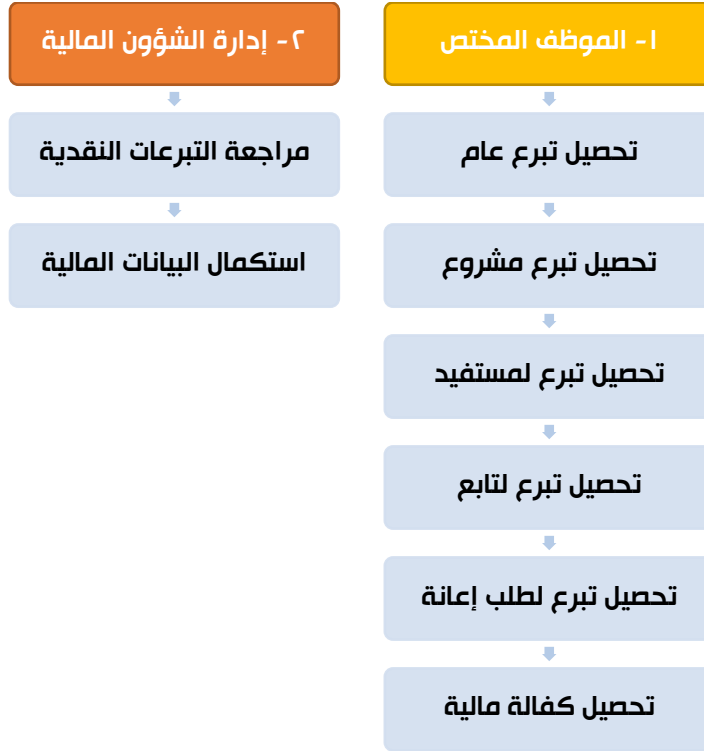 ١- الموظف المختص
تحصيل تبرع عام
تحصيل تبرع مشروع
تحصيل تبرع لمستفيد
تحصيل تبرع لتابع
تحصيل تبرع لطلب إعانة
تحصيل كفالة مالية
٢- إدارة الشؤون المالية
مراجعة التبرعات النقدية
استكمال البيانات المالية